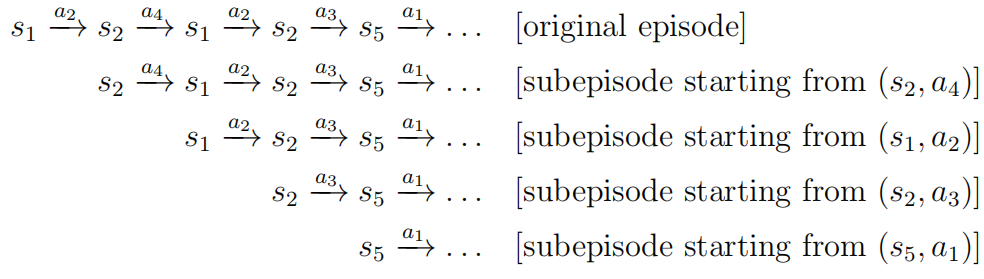 s₁ —a₂→ s₂ —a₄→ s₁ —a₂→ s₂ —a₃→ s₅ —a₁→ ... [original episode]
s₂ —a₄→ s₁ —a₂→ s₂ —a₃→ s₅ —a₁→ ... [subepisode starting from (s₂, a₄)]
s₁ —a₂→ s₂ —a₃→ s₅ —a₁→ ... [subepisode starting from (s₁, a₂)]
s₂ —a₃→ s₅ —a₁→ ... [subepisode starting from (s₂, a₃)]
s₅ —a₁→ ... [subepisode starting from (s₅, a₁)]